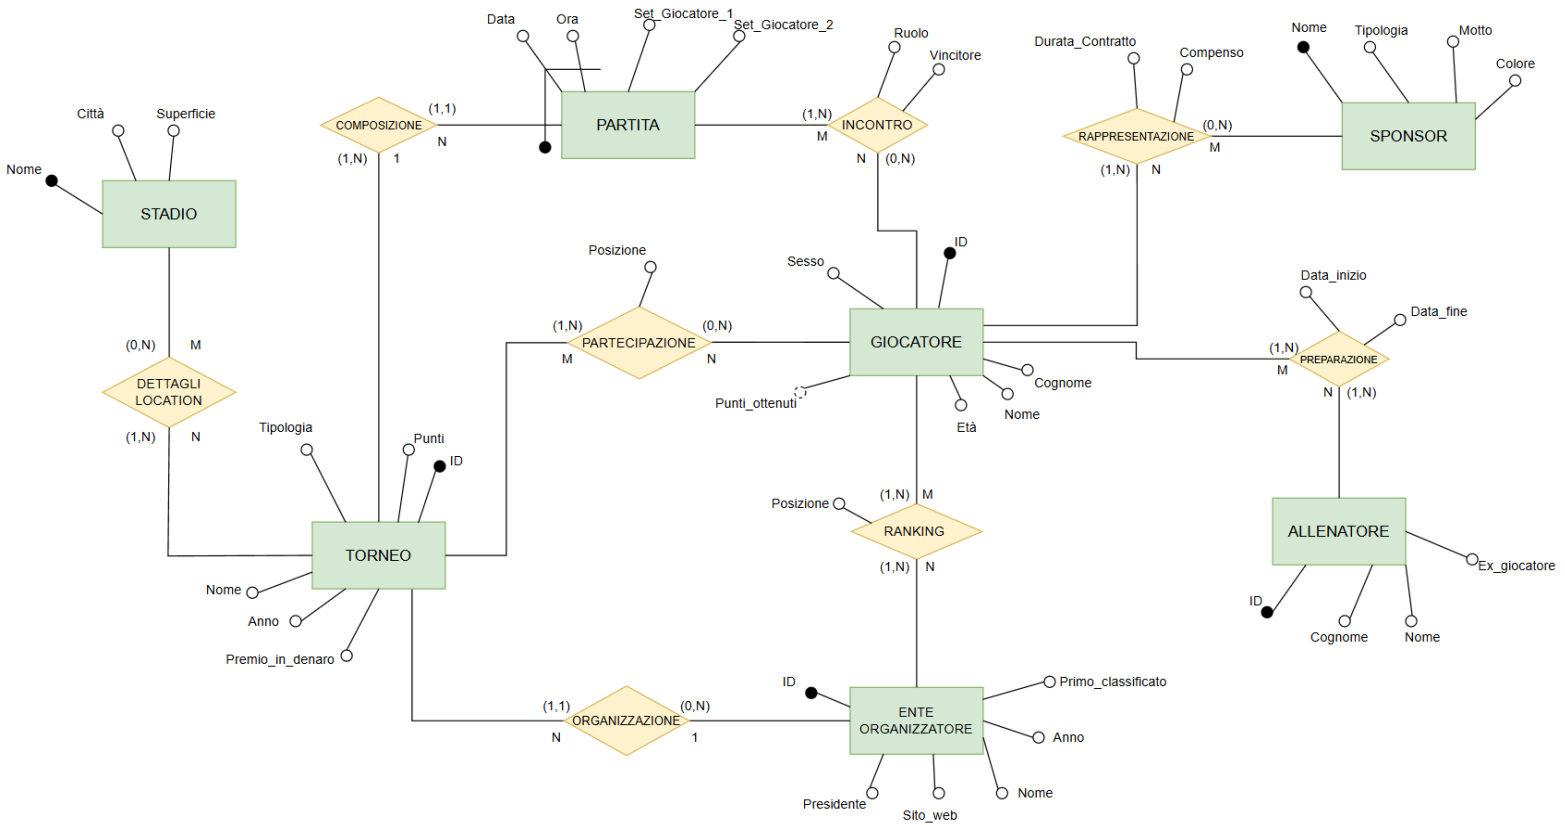 Data
Ora
Set_Giocatore_1
Set_Giocatore_2
Ruolo
Vincitore
Durata_Contratto
Compenso
Nome
Tipologia
Motto
Colore
Città
Superficie
COMPOSIZIONE
(1,1)
N
PARTITA
(1,N)
M
INCONTRO
RAPPRESENTAZIONE
(0,N)
M
SPONSOR
(1,N)
1
N
(0,N)
(1,N)
N
Nome
STADIO
Posizione
Sesso
ID
Data_inizio
Data_fine
(0,N)
M
(1,N)
M
PARTECIPAZIONE
(0,N)
N
GIOCATORE
(1,N)
M
PREPARAZIONE
N
(1,N)
DETTAGLI
LOCATION
Punti_ottenuti
Cognome
Nome
Età
(1,N)
N
Tipologia
Punti
ID
Posizione
(1,N)
M
RANKING
(1,N)
N
TORNEO
ALLENATORE
Ex_giocatore
Nome
Anno
Premio_in_denaro
ID
Cognome
Nome
(1,1)
N
ORGANIZZAZIONE
(0,N)
1
ID
ENTE
ORGANIZZATORE
Primo_classificato
Anno
Nome
Presidente
Sito_web